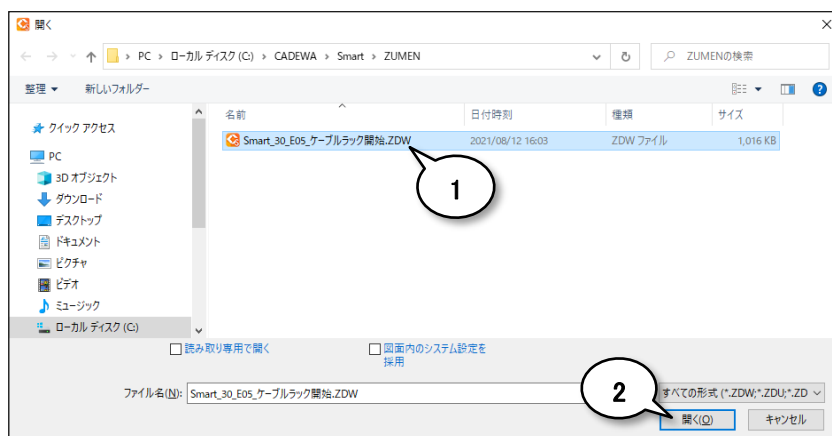 開く
PC › ローカル ディスク (C:) › CADEWA › Smart › ZUMEN
ZUMENの検索
整理 新しいフォルダー
名前 日付時刻 種類 サイズ
クイック アクセス
Smart_30_E05_ケーブルラック開始.ZDW 2021/08/12 16:03 ZDW ファイル 1,016 KB
PC
3D オブジェクト
1
ダウンロード
デスクトップ
ドキュメント
ピクチャ
ビデオ
ミュージック
ローカル ディスク (C:)
読み取り専用で開く
図面内のシステム設定を
採用
ファイル名(N): Smart_30_E05_ケーブルラック開始.ZDW
2
すべての形式 (*.ZDW;*.ZDU;*.ZD
開く(O) キャンセル